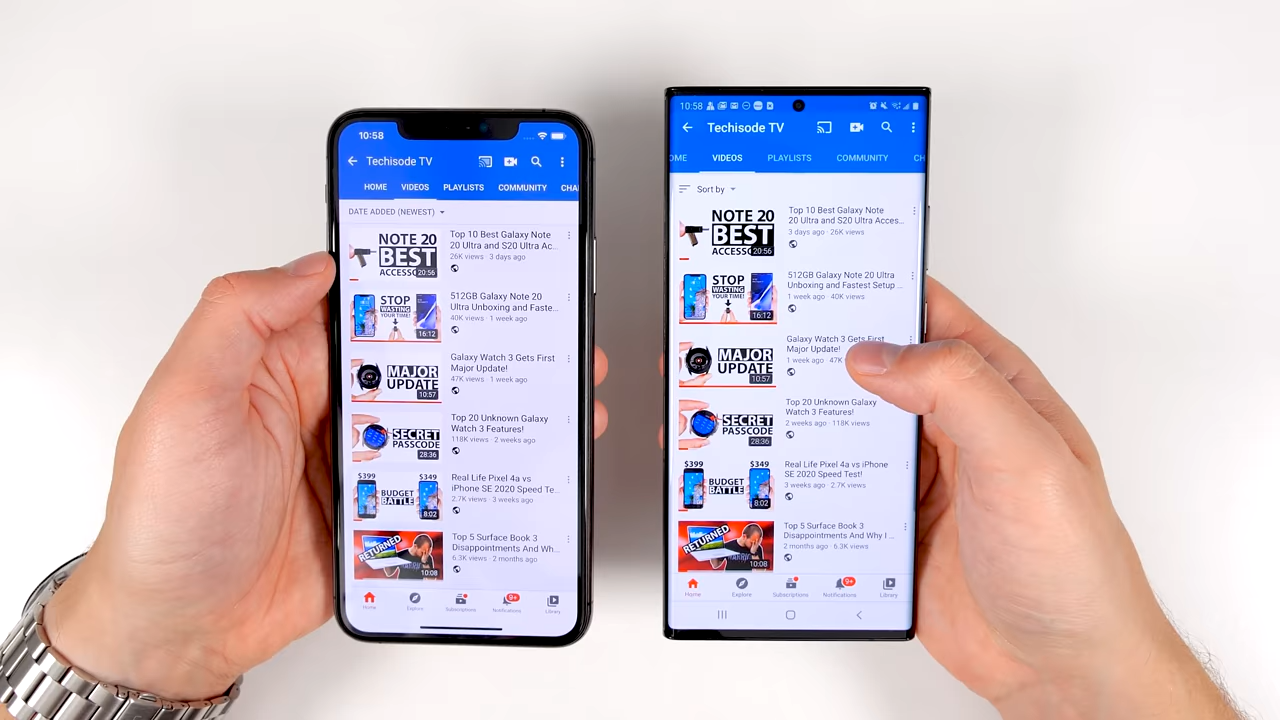 10:58
Techisode TV
HOME VIDEOS PLAYLISTS COMMUNITY CHA
DATE ADDED (NEWEST)
NOTE 20
BEST
ACCESSO
20:56
Top 10 Best Galaxy Note
20 Ultra and S20 Ultra Ac...
26K views · 3 days ago
STOP
WASTING
YOUR TIME!
16:12
512GB Galaxy Note 20
Ultra Unboxing and Faste...
40K views · 1 week ago
MAJOR
UPDATE
10:57
Galaxy Watch 3 Gets First
Major Update!
47K views · 1 week ago
SECRET
PASSCODE
28:36
Top 20 Unknown Galaxy
Watch 3 Features!
118K views · 2 weeks ago
$399 $349
BUDGET
BATTLE
8:02
Real Life Pixel 4a vs
iPhone SE 2020 Speed Te...
2.7K views · 3 weeks ago
RETURNED
10:08
Top 5 Surface Book 3
Disappointments And Wh...
6.3K views · 2 months ago
9+
Home Explore Subscriptions Notifications Library
10:58
Techisode TV
OME VIDEOS PLAYLISTS COMMUNITY CH
Sort by
NOTE 20
BEST
ACCESS
20:56
Top 10 Best Galaxy Note
20 Ultra and S20 Ultra Acces...
3 days ago · 26K views
STOP
WASTING
YOUR TIME!
16:12
512GB Galaxy Note 20 Ultra
Unboxing and Fastest Setup ...
1 week ago · 40K views
MAJOR
UPDATE
10:57
Galaxy Watch 3 Gets First
Major Update!
1 week ago · 47K
SECRET
PASSCODE
28:36
Top 20 Unknown Galaxy
Watch 3 Features!
2 weeks ago · 118K views
$399 $349
BUDGET
BATTLE
8:02
Real Life Pixel 4a vs iPhone
SE 2020 Speed Test!
3 weeks ago · 2.7K views
RETURNED
10:08
Top 5 Surface Book 3
Disappointments And Why I ...
2 months ago · 6.3K views
9+
Home Explore Subscriptions Notifications Library